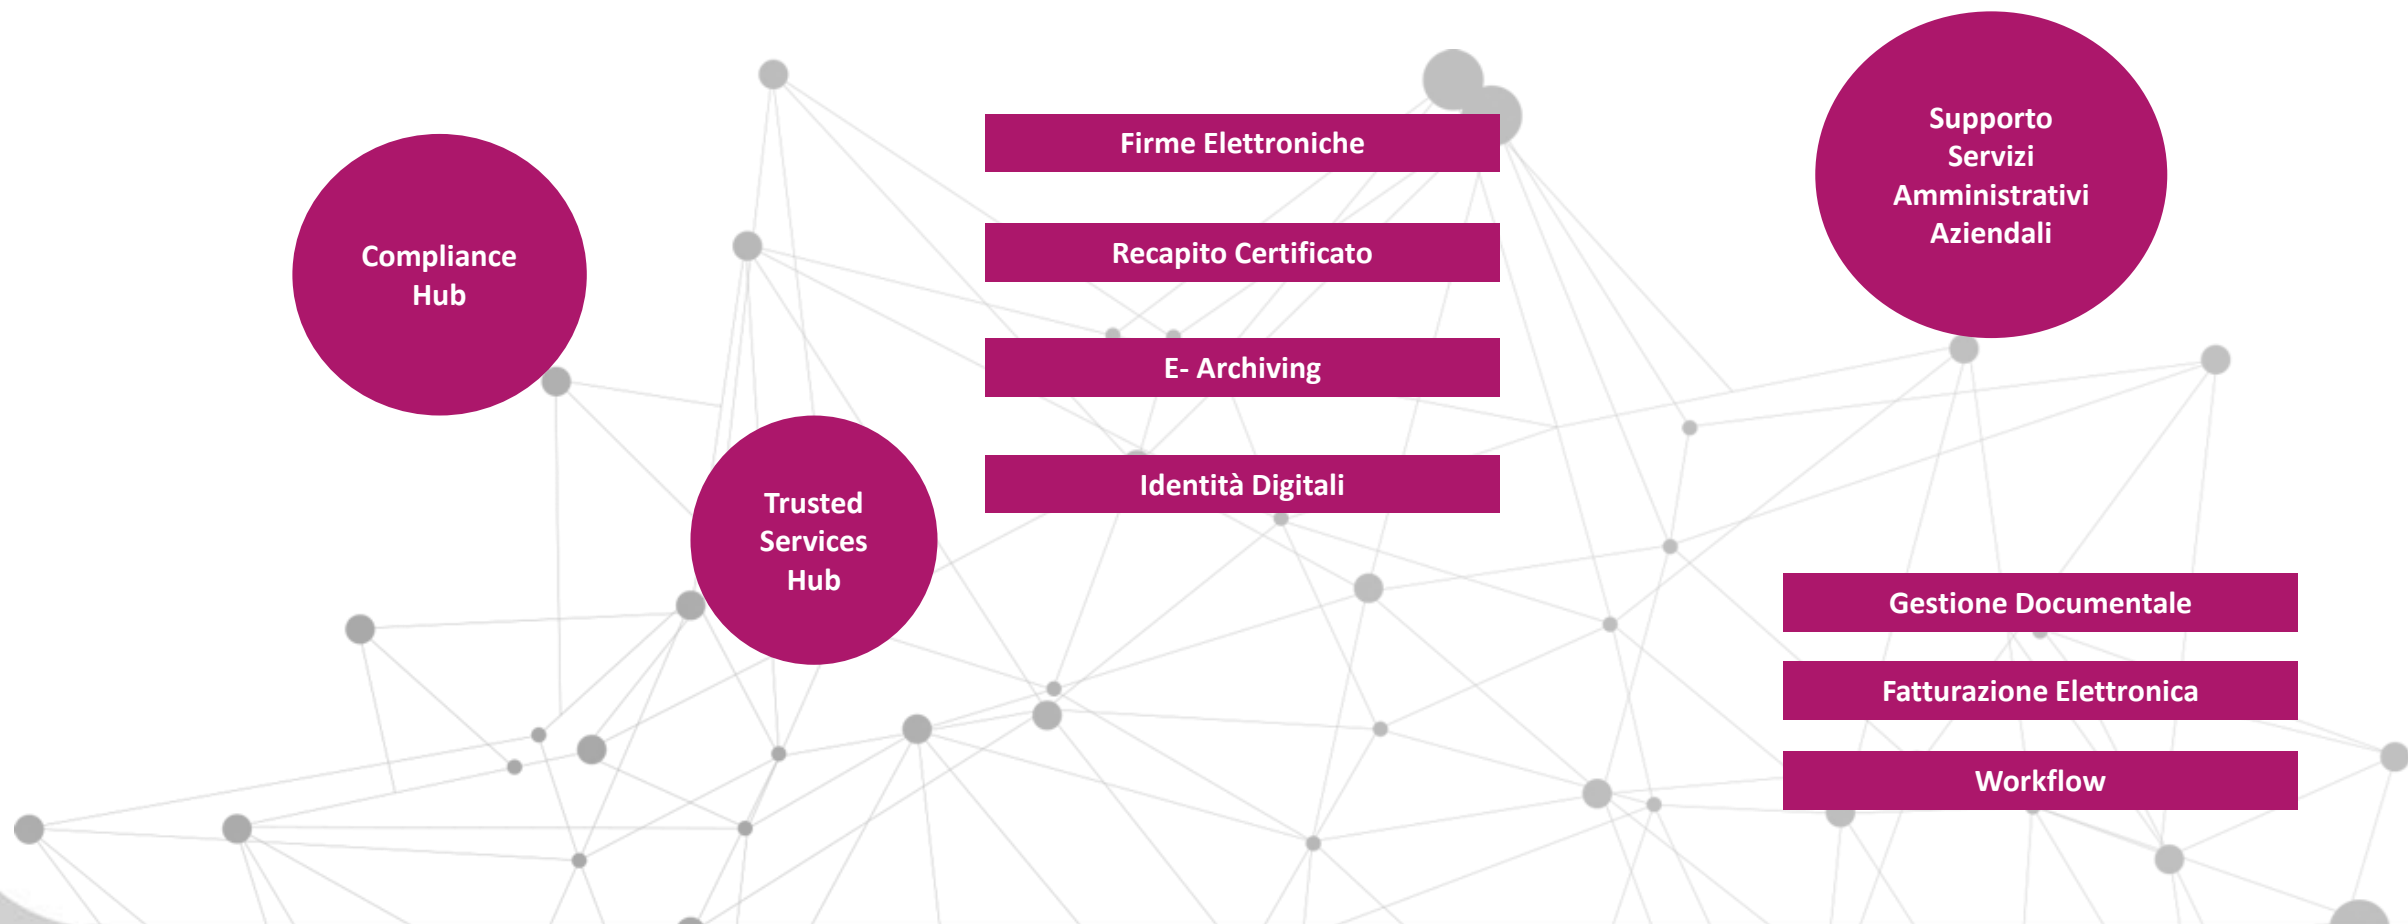 Compliance
Hub
Trusted
Services
Hub
Firme Elettroniche
Recapito Certificato
E- Archiving
Identità Digitali
Supporto
Servizi
Amministrativi
Aziendali
Gestione Documentale
Fatturazione Elettronica
Workflow